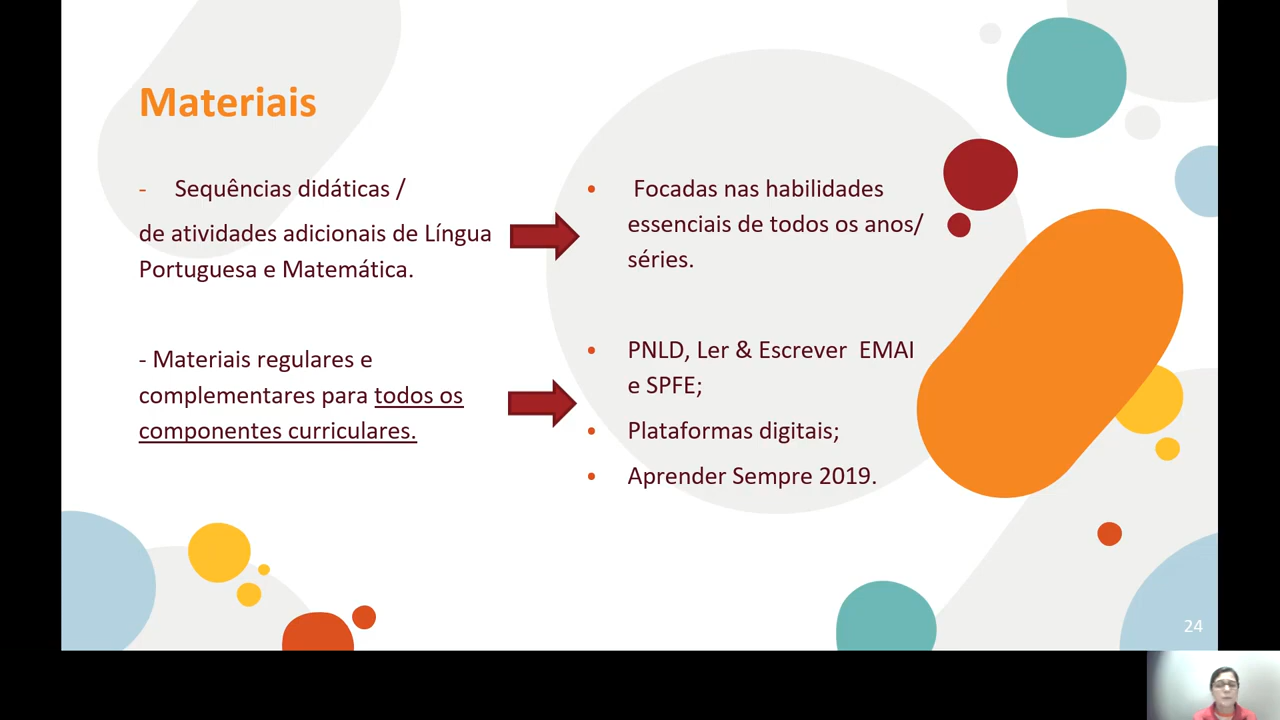 Materiais
- Sequências didáticas /
de atividades adicionais de Língua
Portuguesa e Matemática.
• Focadas nas habilidades
essenciais de todos os anos/
séries.
- Materiais regulares e
complementares para todos os
componentes curriculares.
• PNLD, Ler & Escrever EMAI
e SPFE;
• Plataformas digitais;
• Aprender Sempre 2019.
24